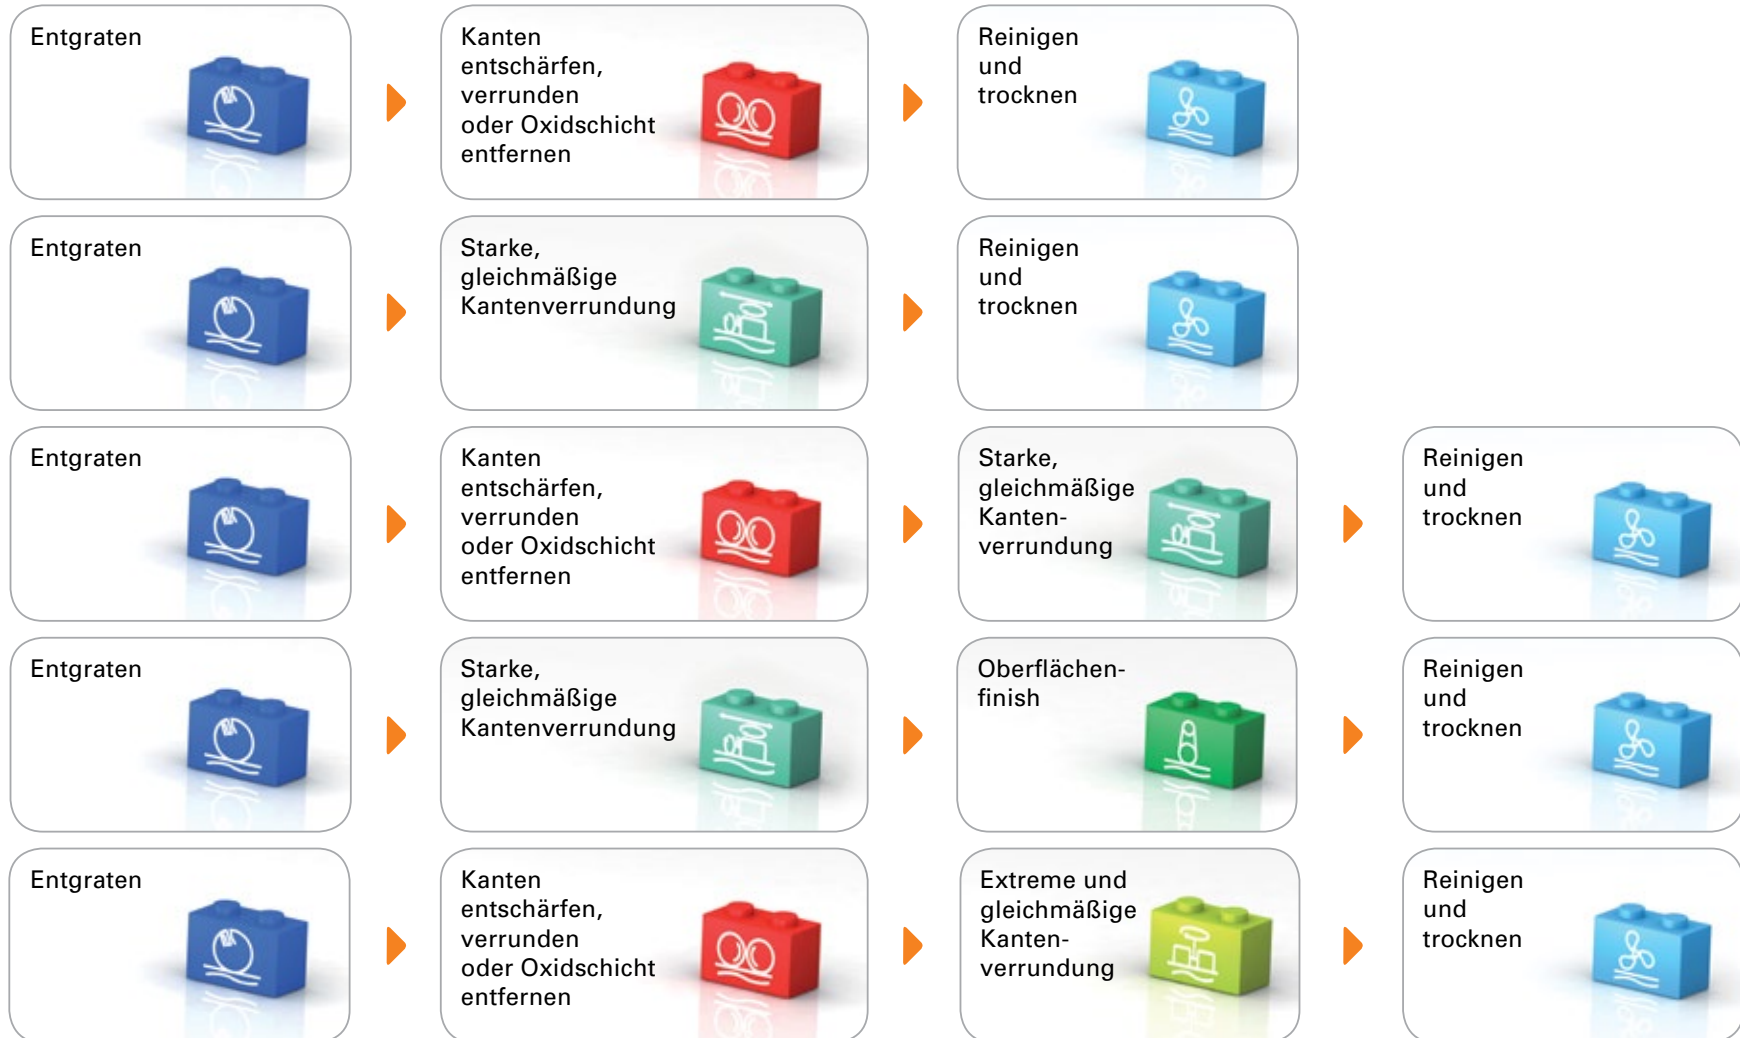 Entgraten
Kanten
entschärfen,
verrunden
oder Oxidschicht
entfernen
Reinigen
und
trocknen
Entgraten
Starke,
gleichmäßige
Kantenverrundung
Reinigen
und
trocknen
Entgraten
Kanten
entschärfen,
verrunden
oder Oxidschicht
entfernen
Starke,
gleichmäßige
Kanten-
verrundung
Reinigen
und
trocknen
Entgraten
Starke,
gleichmäßige
Kantenverrundung
Oberflächen-
finish
Reinigen
und
trocknen
Entgraten
Kanten
entschärfen,
verrunden
oder Oxidschicht
entfernen
Extreme und
gleichmäßige
Kanten-
verrundung
Reinigen
und
trocknen